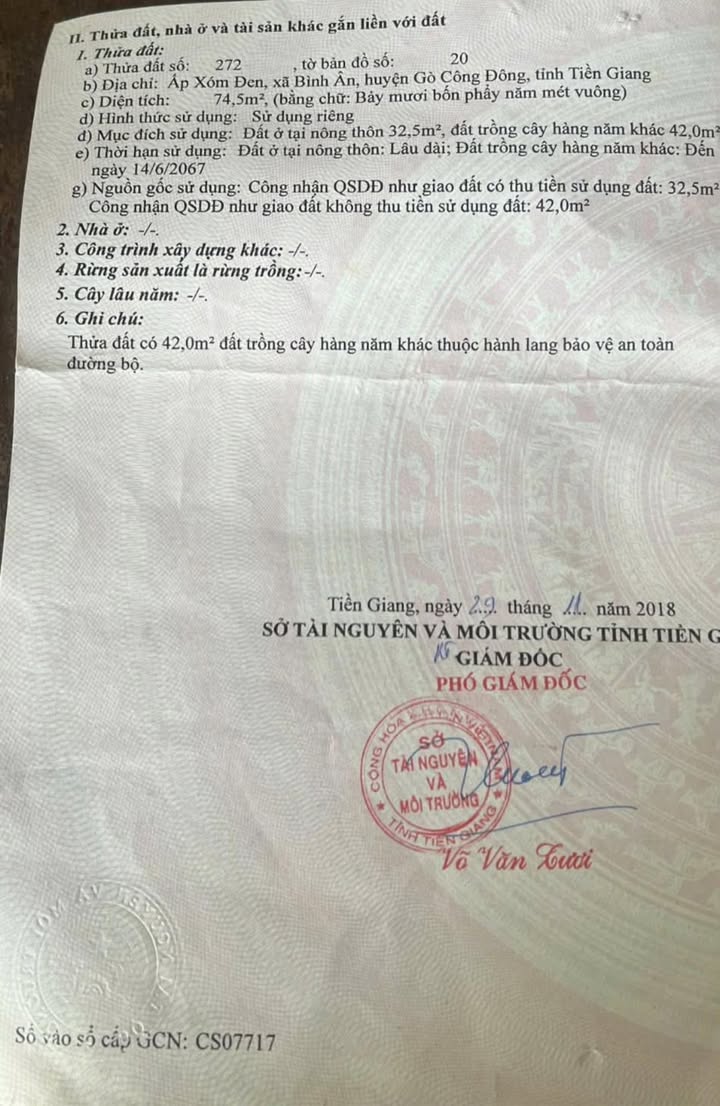 II. Thửa đất, nhà ở và tài sản khác gắn liền với đất
1. Thửa đất:
a) Thửa đất số: 272 , tờ bản đồ số: 20
b) Địa chỉ: Ấp Xóm Đen, xã Bình Ân, huyện Gò Công Đông, tỉnh Tiền Giang
c) Diện tích: 74,5m², (bằng chữ: Bảy mươi bốn phẩy năm mét vuông)
d) Hình thức sử dụng: Sử dụng riêng
đ) Mục đích sử dụng: Đất ở tại nông thôn 32,5m², đất trồng cây hàng năm khác 42,0m²
e) Thời hạn sử dụng: Đất ở tại nông thôn: Lâu dài; Đất trồng cây hàng năm khác: Đến
ngày 14/6/2067
g) Nguồn gốc sử dụng: Công nhận QSDĐ như giao đất có thu tiền sử dụng đất: 32,5m²
Công nhận QSDĐ như giao đất không thu tiền sử dụng đất: 42,0m²
2. Nhà ở: -/-.
3. Công trình xây dựng khác: -/-.
4. Rừng sản xuất là rừng trồng: -/-.
5. Cây lâu năm: -/-.
6. Ghi chú:
Thửa đất có 42,0m² đất trồng cây hàng năm khác thuộc hành lang bảo vệ an toàn
đường bộ.
Tiền Giang, ngày 29 tháng 11 năm 2018
SỞ TÀI NGUYÊN VÀ MÔI TRƯỜNG TỈNH TIỀN G
GIÁM ĐỐC
PHÓ GIÁM ĐỐC
CỘNG HÒA
SỞ
TÀI NGUYÊN
VÀ
MÔI TRƯỜNG
TỈNH TIỀN GIANG
Võ Văn Tươi
Số vào sổ cấp GCN: CS07717